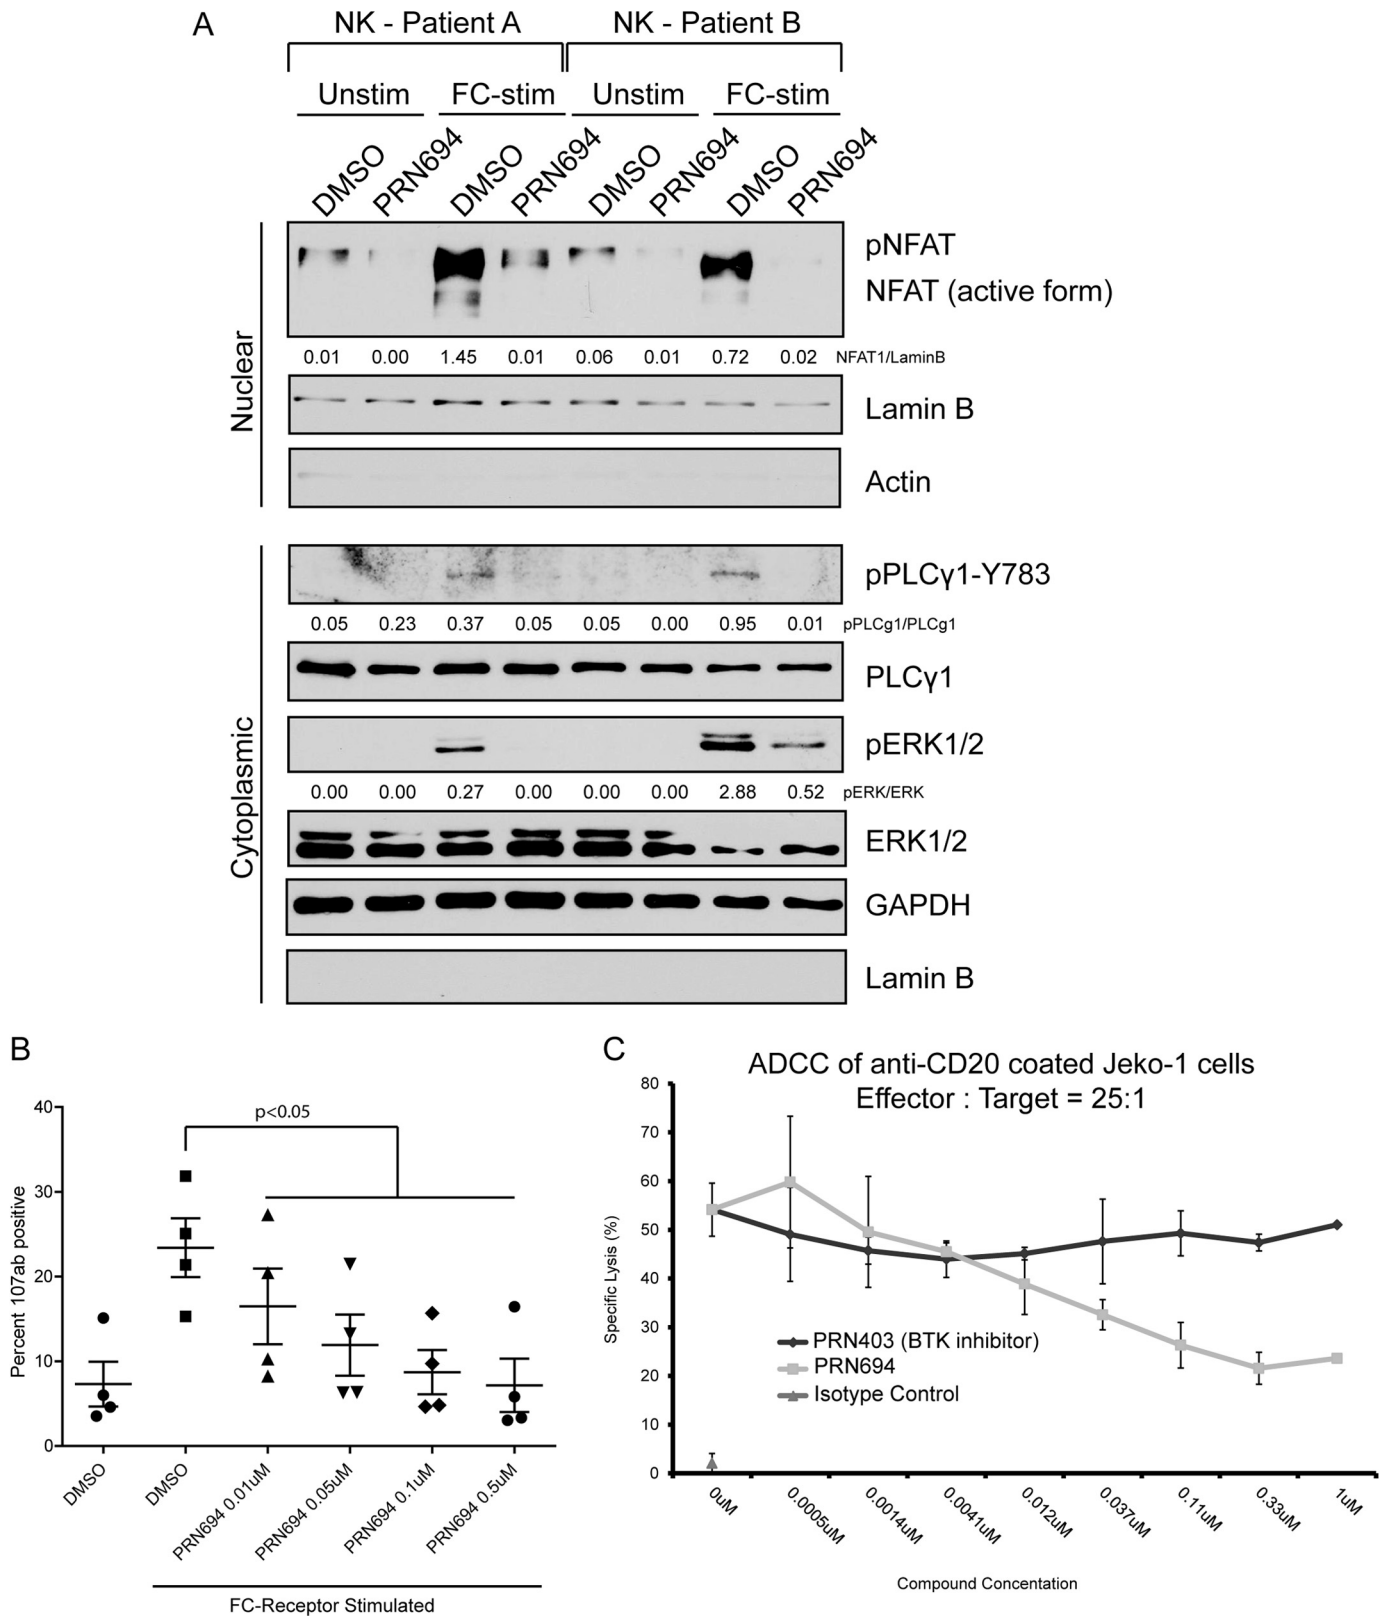 A
NK - Patient A
NK - Patient B
Unstim
FC-stim
Unstim
FC-stim
DMSO
PRN694
DMSO
PRN694
DMSO
PRN694
DMSO
PRN694
Nuclear
pNFAT
NFAT (active form)
0.01 0.00 1.45 0.01 0.06 0.01 0.72 0.02 NFAT1/LaminB
Lamin B
Actin
Cytoplasmic
pPLCγ1-Y783
0.05 0.23 0.37 0.05 0.05 0.00 0.95 0.01 pPLCg1/PLCg1
PLCγ1
pERK1/2
0.00 0.00 0.27 0.00 0.00 0.00 2.88 0.52 pERK/ERK
ERK1/2
GAPDH
Lamin B
B
p<0.05
Percent 107ab positive
40
30
20
10
0
DMSO
DMSO
PRN694 0.01uM
PRN694 0.05uM
PRN694 0.1uM
PRN694 0.5uM
FC-Receptor Stimulated
C
ADCC of anti-CD20 coated Jeko-1 cells
Effector : Target = 25:1
Specific Lysis (%)
80
70
60
50
40
30
20
10
0
PRN403 (BTK inhibitor)
PRN694
Isotype Control
0uM
0.0005uM
0.0014uM
0.0041uM
0.012uM
0.037uM
0.11uM
0.33uM
1uM
Compound Concentation